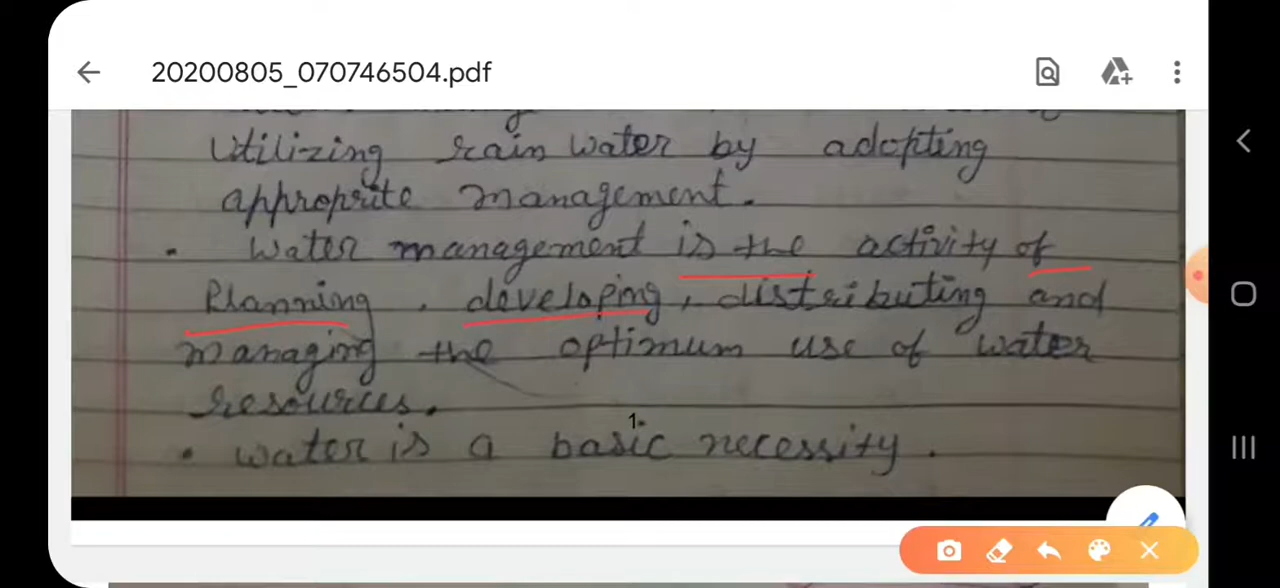 20200805_070746504.pdf
utilizing rain water by adopting
approprite management.
• Water management is the activity of
Planning, developing, distributing and
managing the optimum use of water
resources.
1
• water is a basic necessity.